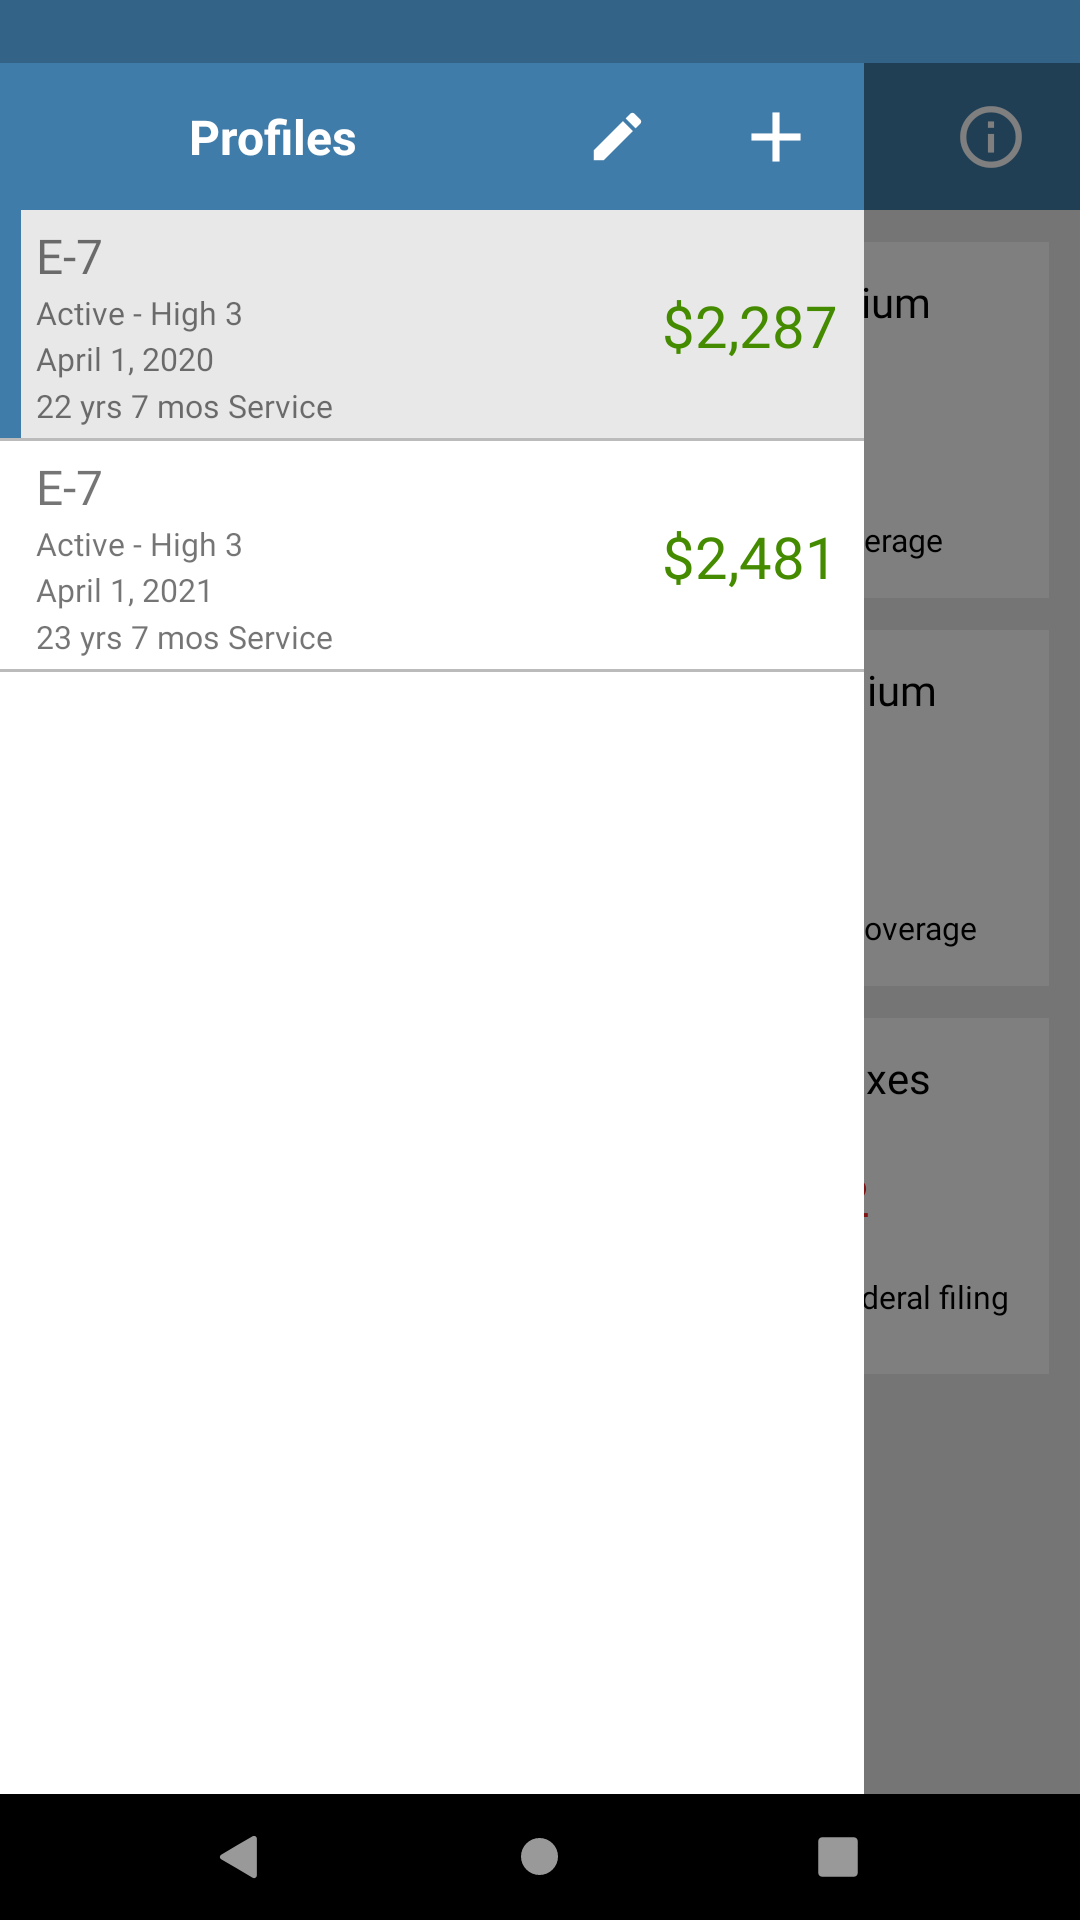 Profiles
E-7
Active - High 3
April 1, 2020
22 yrs 7 mos Service
$2,287
E-7
Active - High 3
April 1, 2021
23 yrs 7 mos Service
$2,481
ium
erage
ium
overage
xes
deral filing